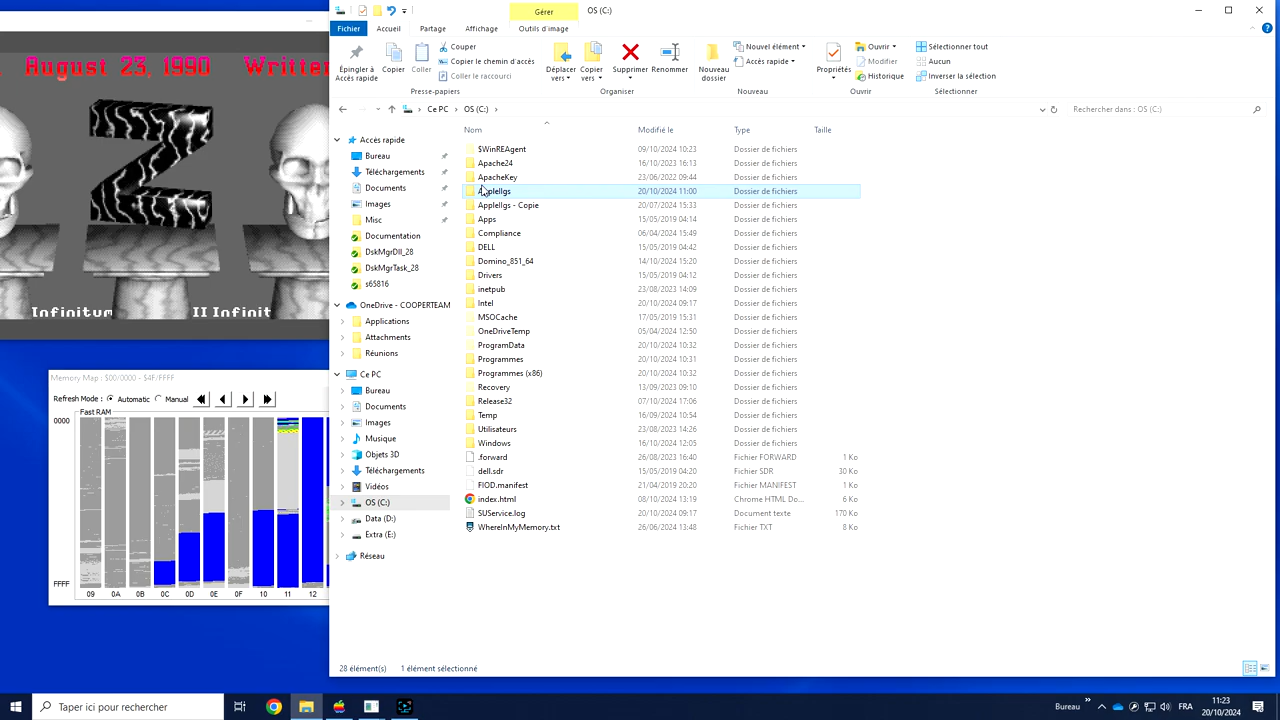 August 23, 1990 Written
Infinitum II Infinit
Memory Map : $00/0000 - $4F/FFFF
Refresh Mode : Automatic Manual
Fast RAM
0000
FFFF
09 0A 0B 0C 0D 0E 0F 10 11 12
Gérer OS (C:)
Fichier Accueil Partage Affichage Outils d'image
Épingler à Accès rapide
Copier
Coller
Couper
Copier le chemin d'accès
Coller le raccourci
Presse-papiers
Déplacer vers
Copier vers
Supprimer
Renommer
Organiser
Nouveau dossier
Nouvel élément
Accès rapide
Nouveau
Propriétés
Ouvrir
Modifier
Historique
Ouvrir
Sélectionner tout
Aucun
Inverser la sélection
Sélectionner
Ce PC > OS (C:) >
Rechercher dans : OS (C:)
Accès rapide
Bureau
Téléchargements
Documents
Images
Misc
Documentation
DskMgrDll_28
DskMgrTask_28
s65816
OneDrive - COOPERTEAM
Applications
Attachments
Réunions
Ce PC
Bureau
Documents
Images
Musique
Objets 3D
Téléchargements
Vidéos
OS (C:)
Data (D:)
Extra (E:)
Réseau
Nom Modifié le Type Taille
$WinREAgent 09/10/2024 10:23 Dossier de fichiers
Apache24 16/10/2023 16:13 Dossier de fichiers
ApacheKey 23/06/2022 09:44 Dossier de fichiers
AppleIIgs 20/10/2024 11:00 Dossier de fichiers
AppleIIgs - Copie 20/07/2024 15:33 Dossier de fichiers
Apps 15/05/2019 04:14 Dossier de fichiers
Compliance 06/04/2024 15:49 Dossier de fichiers
DELL 15/05/2019 04:42 Dossier de fichiers
Domino_851_64 14/10/2024 15:20 Dossier de fichiers
Drivers 15/05/2019 04:12 Dossier de fichiers
inetpub 23/08/2023 14:09 Dossier de fichiers
Intel 20/10/2024 09:17 Dossier de fichiers
MSOCache 17/05/2019 15:31 Dossier de fichiers
OneDriveTemp 05/04/2024 12:50 Dossier de fichiers
ProgramData 20/10/2024 10:32 Dossier de fichiers
Programmes 20/10/2024 10:31 Dossier de fichiers
Programmes (x86) 20/10/2024 10:32 Dossier de fichiers
Recovery 13/09/2023 09:10 Dossier de fichiers
Release32 07/10/2024 17:06 Dossier de fichiers
Temp 16/09/2024 10:54 Dossier de fichiers
Utilisateurs 23/08/2023 14:26 Dossier de fichiers
Windows 16/10/2024 12:05 Dossier de fichiers
.forward 26/08/2023 16:40 Fichier FORWARD 1 Ko
dell.sdr 15/05/2019 04:20 Fichier SDR 30 Ko
FIOD.manifest 21/04/2019 20:20 Fichier MANIFEST 1 Ko
index.html 08/10/2024 13:19 Chrome HTML Do... 6 Ko
SUService.log 20/10/2024 09:17 Document texte 170 Ko
WhereInMyMemory.txt 26/06/2024 13:48 Fichier TXT 8 Ko
28 élément(s) 1 élément sélectionné
Taper ici pour rechercher
Bureau
FRA
11:23
20/10/2024